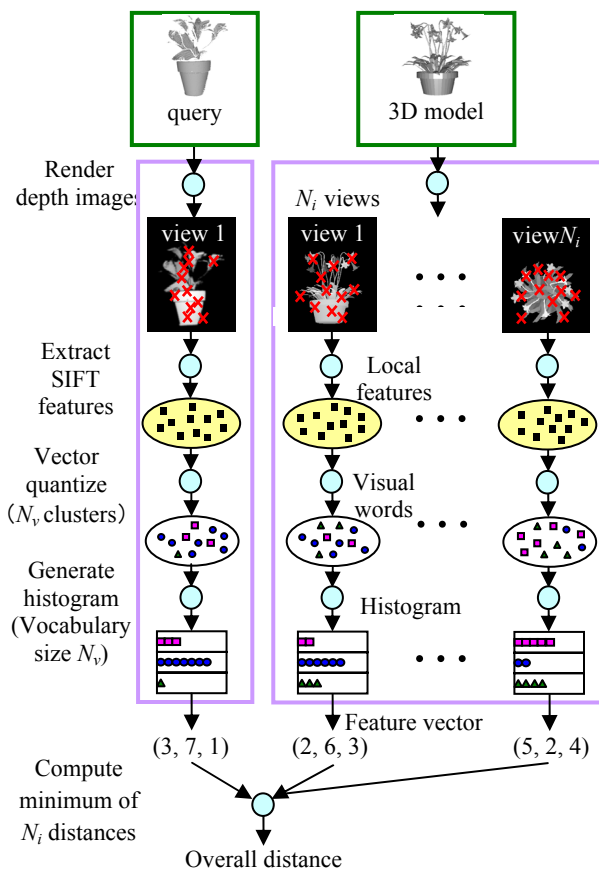 query
3D model
Render
depth images
N_i views
view 1
view 1
viewN_i
Extract
SIFT
features
Local
features
Vector
quantize
(N_v clusters)
Visual
words
Generate
histogram
(Vocabulary
size N_v)
Histogram
Feature vector
(3, 7, 1)
(2, 6, 3)
(5, 2, 4)
Compute
minimum of
N_i distances
Overall distance